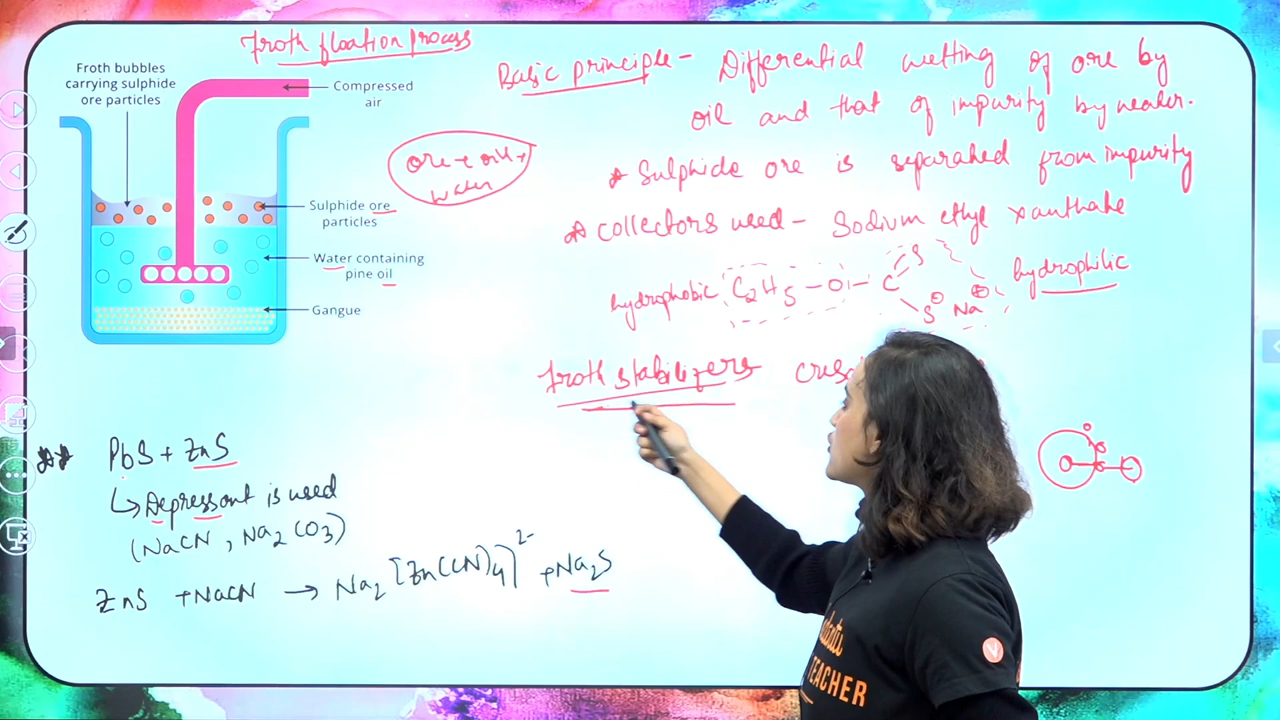 Froth floation process
Froth bubbles
carrying sulphide
ore particles
Compressed
air
Sulphide ore
particles
Water containing
pine oil
Gangue
ore + oil +
water
Basic principle - Differential wetting of ore by
oil and that of impurity by water.
* Sulphide ore is separated from impurity
* collectors used - Sodium ethyl xanthate
hydrophobic C2H5 - O - C
S
S⊖ Na⊕
hydrophilic
Froth stabilizers
** PbS + ZnS
↳ Depressant is used
(NaCN, Na2CO3)
ZnS + NaCN → Na2 [Zn(CN)4]2- + Na2S
TEACHER
V